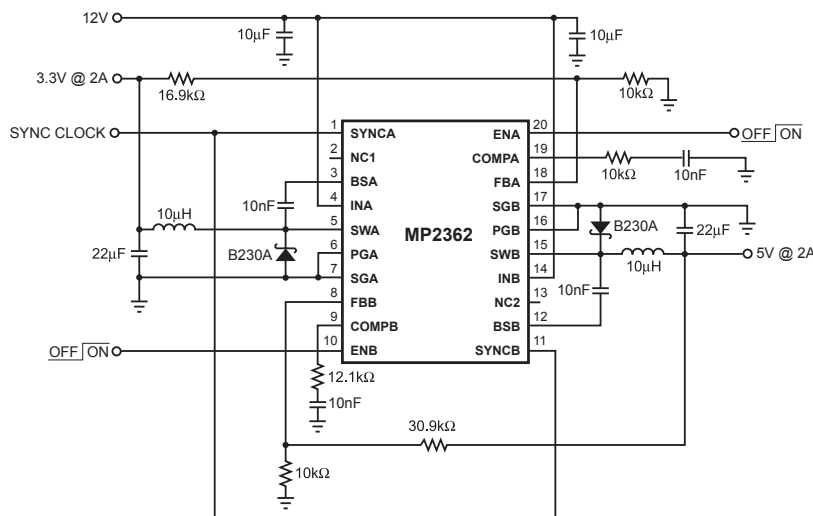 12V
10µF
10µF
3.3V @ 2A
16.9kΩ
10kΩ
SYNC CLOCK
1
SYNCA
ENA
20
OFF ON
2
NC1
COMPA
19
10kΩ
10nF
3
BSA
FBA
18
10nF
4
INA
SGB
17
10µH
5
SWA
MP2362
PGB
16
B230A
22µF
22µF
B230A
6
PGA
SWB
15
10µH
5V @ 2A
7
SGA
INB
14
8
FBB
NC2
13
10nF
9
COMPB
BSB
12
OFF ON
10
ENB
SYNCB
11
12.1kΩ
10nF
30.9kΩ
10kΩ